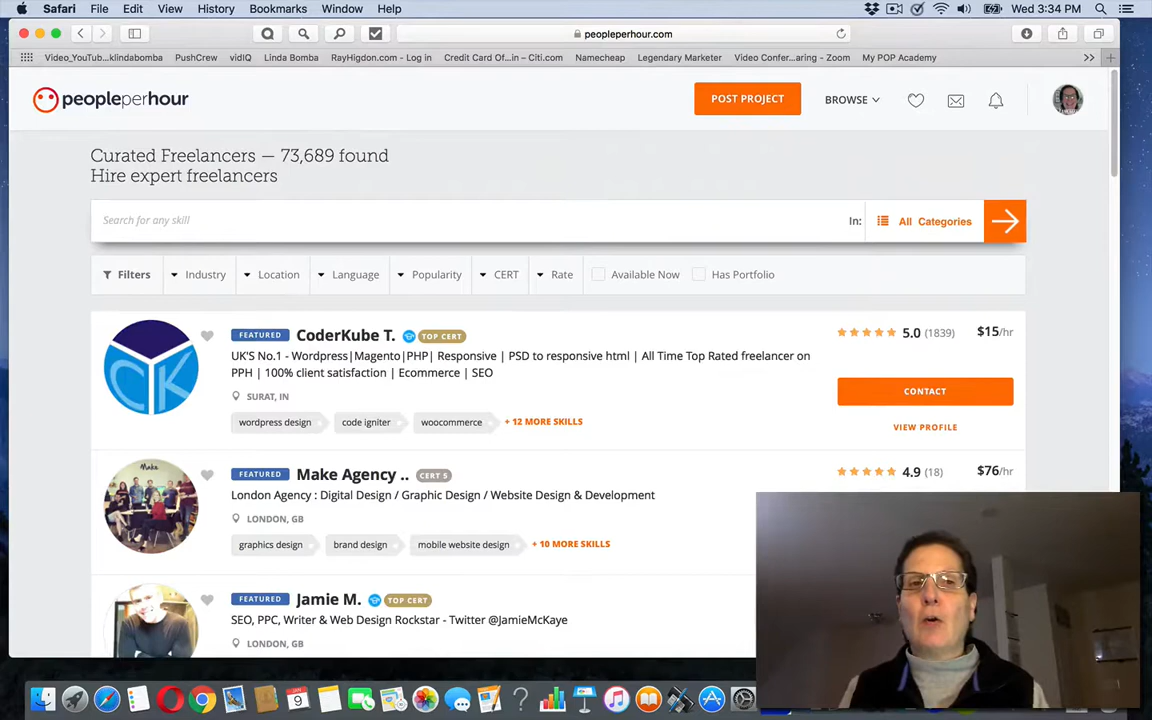 Safari File Edit View History Bookmarks Window Help Wed 3:34 PM
peopleperhour.com
Video_YouTub...klindabomba PushCrew vidIQ Linda Bomba RayHigdon.com - Log in Credit Card Of...in – Citi.com Namecheap Legendary Marketer Video Confer...aring - Zoom My POP Academy
peopleperhour POST PROJECT BROWSE
Curated Freelancers — 73,689 found
Hire expert freelancers
Search for any skill In: All Categories
Filters Industry Location Language Popularity CERT Rate Available Now Has Portfolio
FEATURED CoderKube T. TOP CERT 5.0 (1839) $15/hr
UK'S No.1 - Wordpress|Magento|PHP| Responsive | PSD to responsive html | All Time Top Rated freelancer on
PPH | 100% client satisfaction | Ecommerce | SEO
CK
CONTACT
SURAT, IN
wordpress design code igniter woocommerce + 12 MORE SKILLS
VIEW PROFILE
Make
FEATURED Make Agency .. CERT 5 4.9 (18) $76/hr
London Agency : Digital Design / Graphic Design / Website Design & Development
LONDON, GB
graphics design brand design mobile website design + 10 MORE SKILLS
FEATURED Jamie M. TOP CERT
SEO, PPC, Writer & Web Design Rockstar - Twitter @JamieMcKaye
LONDON, GB
9